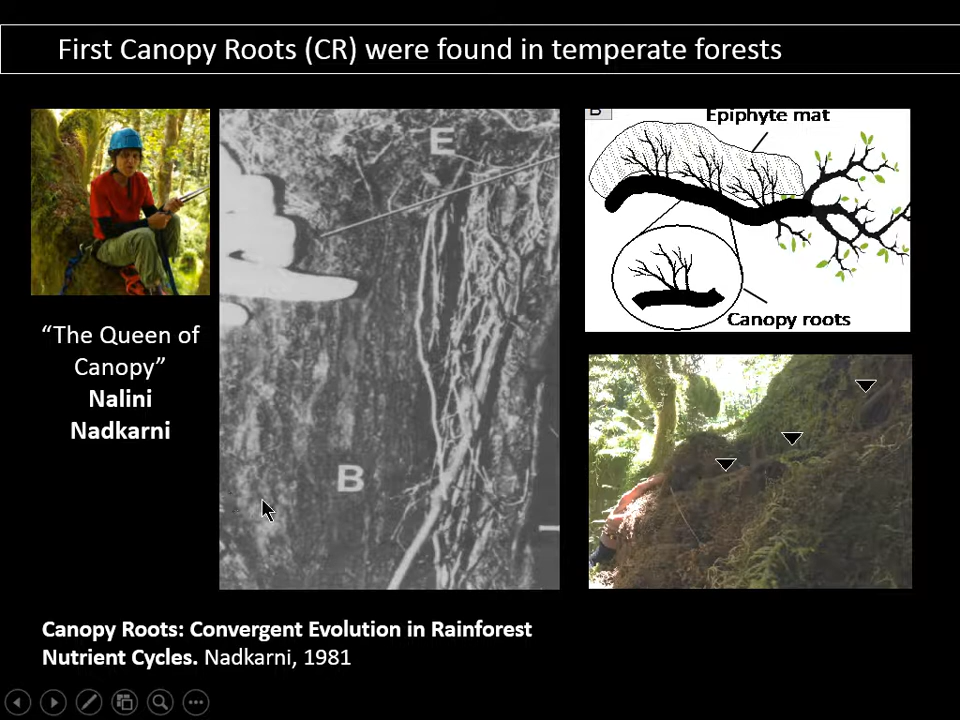 First Canopy Roots (CR) were found in temperate forests
E
B
B
Epiphyte mat
Canopy roots
“The Queen of
Canopy”
Nalini
Nadkarni
Canopy Roots: Convergent Evolution in Rainforest
Nutrient Cycles. Nadkarni, 1981